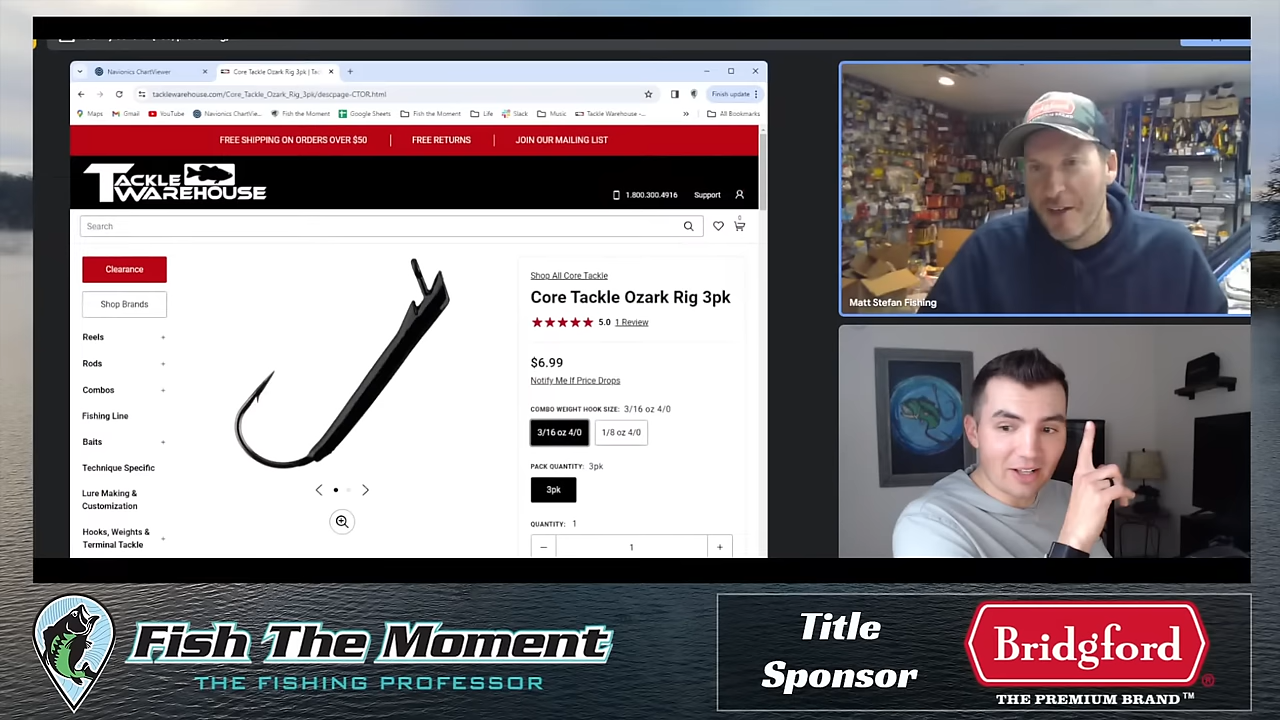 Navionics ChartViewer
Core Tackle Ozark Rig 3pk | Tac
tacklewarehouse.com/Core_Tackle_Ozark_Rig_3pk/descpage-CTOR.html
Finish update
Maps
Gmail
YouTube
Navionics ChartVie...
Fish the Moment
Google Sheets
Fish the Moment
Life
Slack
Music
Tackle Warehouse –...
All Bookmarks
FREE SHIPPING ON ORDERS OVER $50
FREE RETURNS
JOIN OUR MAILING LIST
TACKLE
WAREHOUSE
1.800.300.4916
Support
Search
0
Clearance
Shop Brands
Reels
Rods
Combos
Fishing Line
Baits
Technique Specific
Lure Making &
Customization
Hooks, Weights &
Terminal Tackle
Shop All Core Tackle
Core Tackle Ozark Rig 3pk
5.0 1 Review
$6.99
Notify Me If Price Drops
COMBO WEIGHT HOOK SIZE: 3/16 oz 4/0
3/16 oz 4/0
1/8 oz 4/0
PACK QUANTITY: 3pk
3pk
QUANTITY: 1
1
Bridgford
Matt Stefan Fishing
Fish The Moment
THE FISHING PROFESSOR
Title
Sponsor
Bridgford®
THE PREMIUM BRAND™